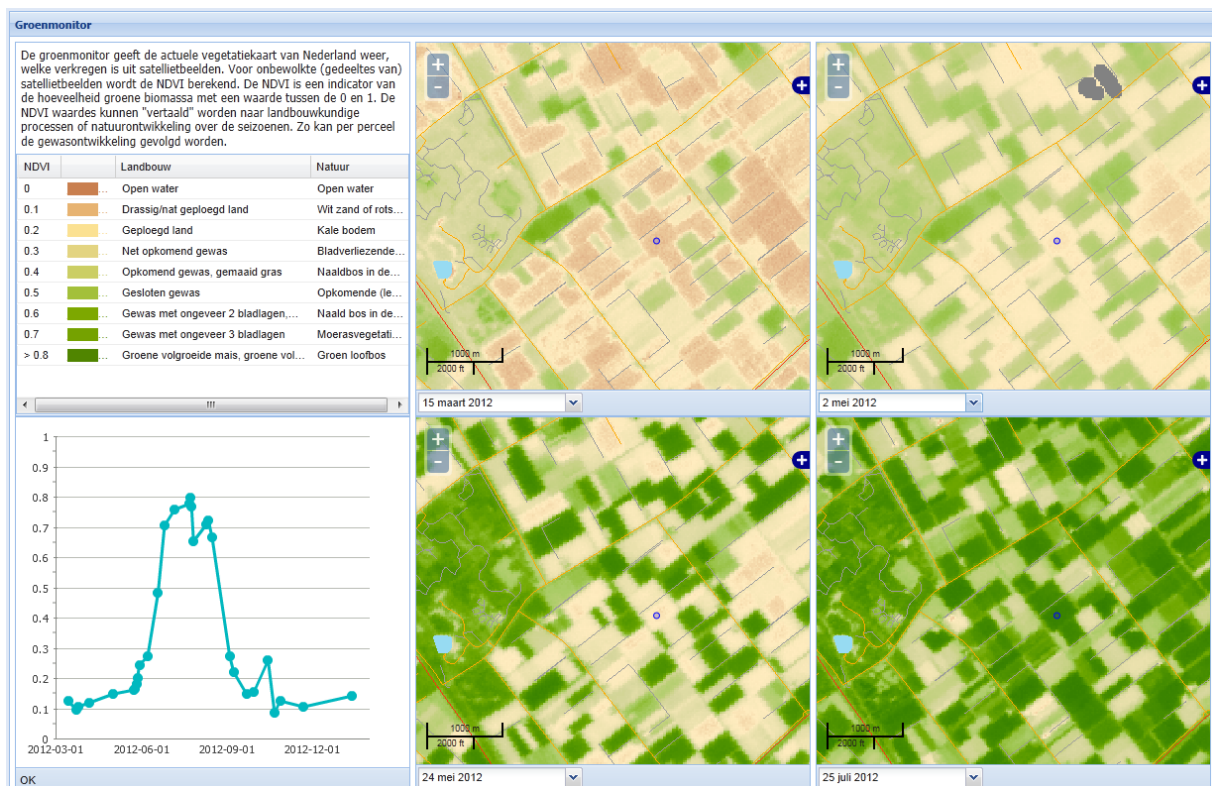 Groenmonitor
De groenmonitor geeft de actuele vegetatiekaart van Nederland weer,
welke verkregen is uit satellietbeelden. Voor onbewolkte (gedeeltes van)
satellietbeelden wordt de NDVI berekend. De NDVI is een indicator van
de hoeveelheid groene biomassa met een waarde tussen de 0 en 1. De
NDVI waardes kunnen "vertaald" worden naar landbouwkundige
processen of natuurontwikkeling over de seizoenen. Zo kan per perceel
de gewasontwikkeling gevolgd worden.
NDVI Landbouw Natuur
0 ... Open water Open water
0.1 ... Drassig/nat geploegd land Wit zand of rots...
0.2 ... Geploegd land Kale bodem
0.3 ... Net opkomend gewas Bladverliezende...
0.4 ... Opkomend gewas, gemaaid gras Naaldbos in de...
0.5 ... Gesloten gewas Opkomende (le...
0.6 ... Gewas met ongeveer 2 bladlagen,... Naald bos in de...
0.7 ... Gewas met ongeveer 3 bladlagen Moerasvegetati...
> 0.8 ... Groene volgroeide mais, groene vol... Groen loofbos
+
-
+
1000 m
2000 ft
15 maart 2012
+
-
+
1000 m
2000 ft
2 mei 2012
1
0.9
0.8
0.7
0.6
0.5
0.4
0.3
0.2
0.1
0
2012-03-01 2012-06-01 2012-09-01 2012-12-01
OK
+
-
+
1000 m
2000 ft
24 mei 2012
+
-
+
1000 m
2000 ft
25 juli 2012